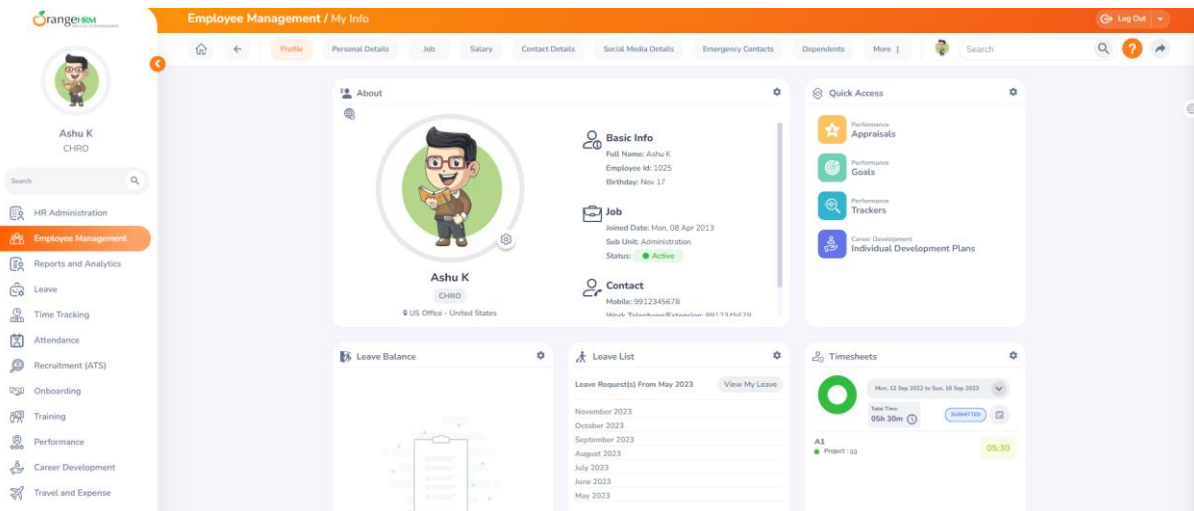 OrangeHRM
Employee Management / My Info
Log Out
Profile
Personal Details
Job
Salary
Contact Details
Social Media Details
Emergency Contacts
Dependents
More
Search
Ashu K
CHRO
Search
HR Administration
Employee Management
Reports and Analytics
Leave
Time Tracking
Attendance
Recruitment (ATS)
Onboarding
Training
Performance
Career Development
Travel and Expense
About
Ashu K
CHRO
US Office - United States
Basic Info
Full Name: Ashu K
Employee Id: 1025
Birthday: Nov 17
Job
Joined Date: Mon, 08 Apr 2013
Sub Unit: Administration
Status: Active
Contact
Mobile: 9912345678
Work Telephone/Extension: 9912345678
Quick Access
Performance
Appraisals
Performance
Goals
Performance
Trackers
Career Development
Individual Development Plans
Leave Balance
Leave List
Leave Request(s) From May 2023
View My Leave
November 2023
October 2023
September 2023
August 2023
July 2023
June 2023
May 2023
Timesheets
Mon, 12 Sep 2022 to Sun, 18 Sep 2022
Total Time
05h 30m
SUBMITTED
A1
Project : gg
05:30